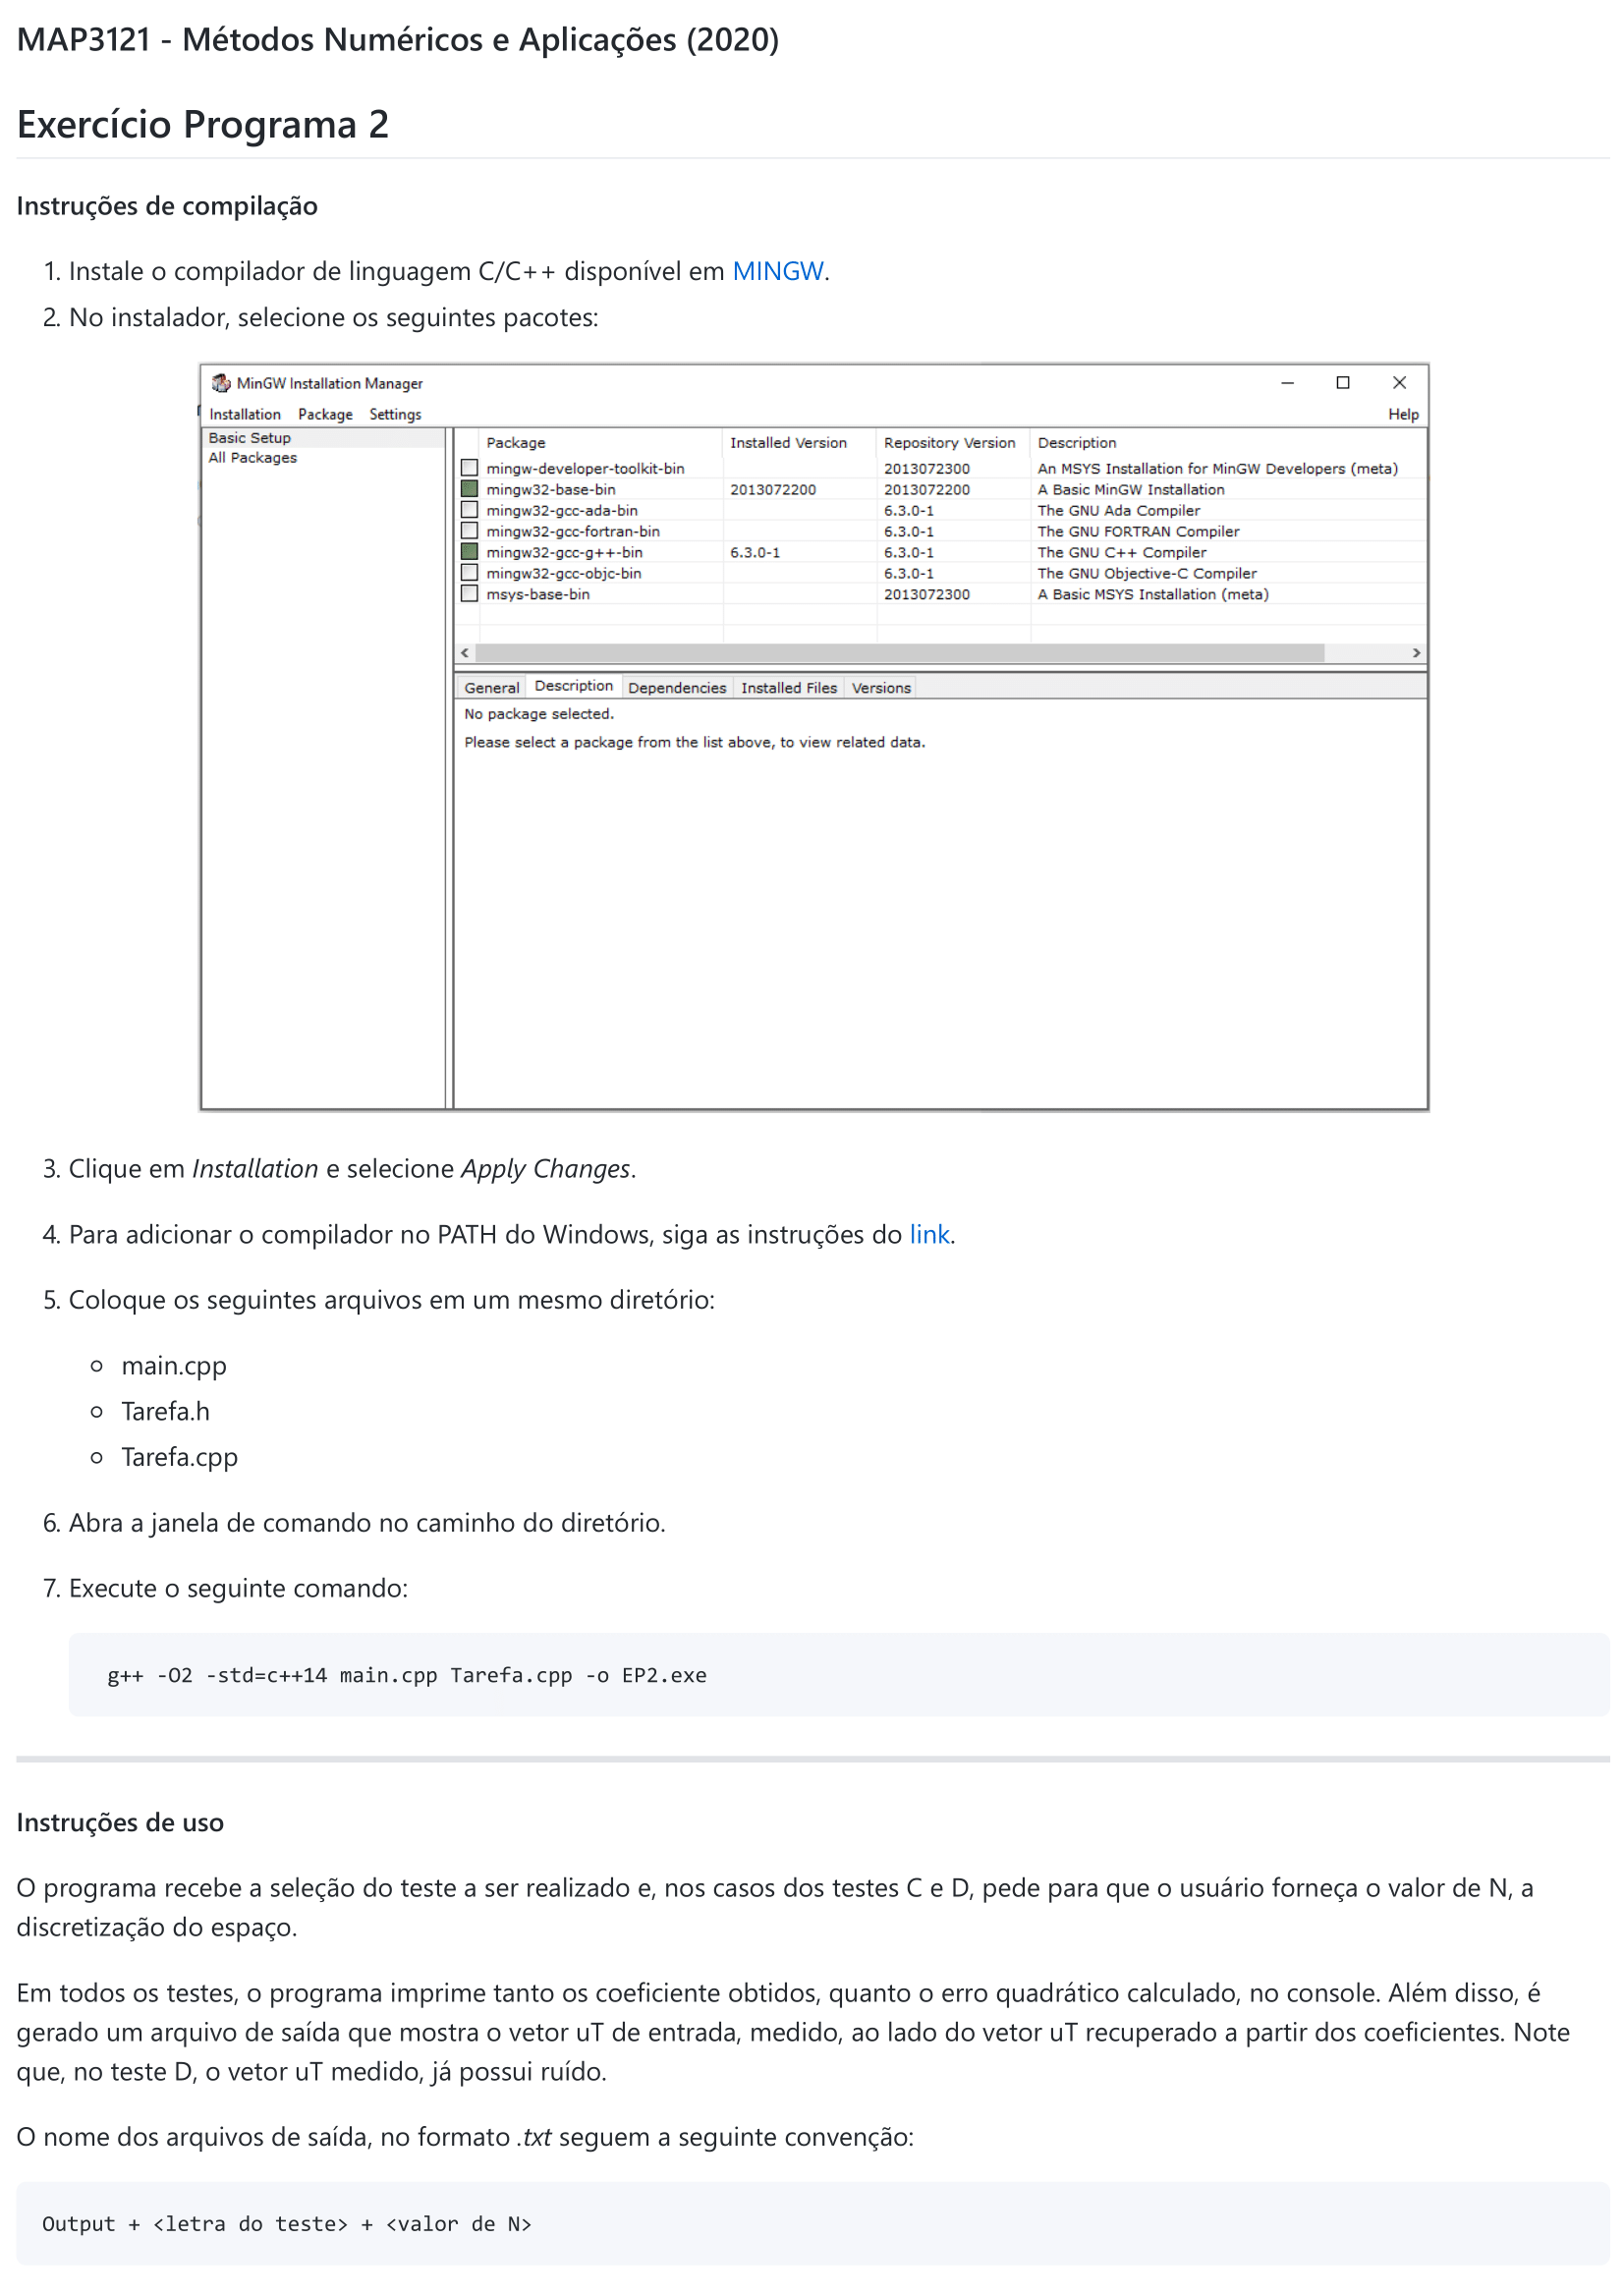 MAP3121 - Métodos Numéricos e Aplicações (2020)
Exercício Programa 2
Instruções de compilação
1. Instale o compilador de linguagem C/C++ disponível em MINGW.
2. No instalador, selecione os seguintes pacotes:
MinGW Installation Manager
Installation Package Settings Help
Basic Setup
All Packages
Package Installed Version Repository Version Description
mingw-developer-toolkit-bin 2013072300 An MSYS Installation for MinGW Developers (meta)
mingw32-base-bin 2013072200 2013072200 A Basic MinGW Installation
mingw32-gcc-ada-bin 6.3.0-1 The GNU Ada Compiler
mingw32-gcc-fortran-bin 6.3.0-1 The GNU FORTRAN Compiler
mingw32-gcc-g++-bin 6.3.0-1 6.3.0-1 The GNU C++ Compiler
mingw32-gcc-objc-bin 6.3.0-1 The GNU Objective-C Compiler
msys-base-bin 2013072300 A Basic MSYS Installation (meta)
General Description Dependencies Installed Files Versions
No package selected.
Please select a package from the list above, to view related data.
3. Clique em Installation e selecione Apply Changes.
4. Para adicionar o compilador no PATH do Windows, siga as instruções do link.
5. Coloque os seguintes arquivos em um mesmo diretório:
main.cpp
Tarefa.h
Tarefa.cpp
6. Abra a janela de comando no caminho do diretório.
7. Execute o seguinte comando:
g++ -O2 -std=c++14 main.cpp Tarefa.cpp -o EP2.exe
Instruções de uso
O programa recebe a seleção do teste a ser realizado e, nos casos dos testes C e D, pede para que o usuário forneça o valor de N, a
discretização do espaço.
Em todos os testes, o programa imprime tanto os coeficiente obtidos, quanto o erro quadrático calculado, no console. Além disso, é
gerado um arquivo de saída que mostra o vetor uT de entrada, medido, ao lado do vetor uT recuperado a partir dos coeficientes. Note
que, no teste D, o vetor uT medido, já possui ruído.
O nome dos arquivos de saída, no formato .txt seguem a seguinte convenção:
Output + <letra do teste> + <valor de N>